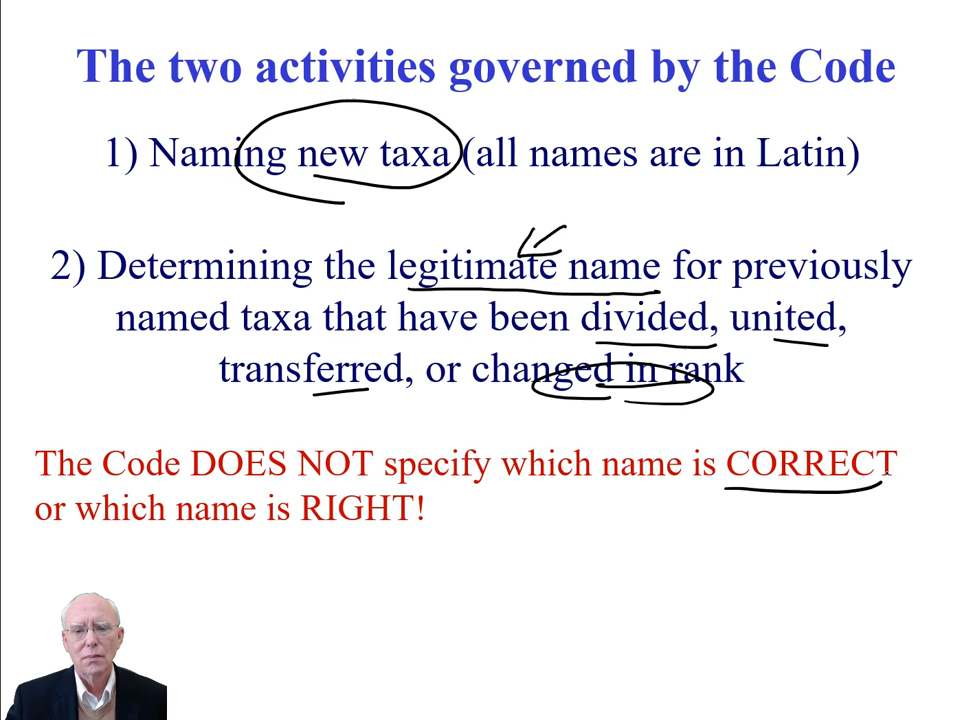 The two activities governed by the Code
1) Naming new taxa (all names are in Latin)
2) Determining the legitimate name for previously
named taxa that have been divided, united,
transferred, or changed in rank
The Code DOES NOT specify which name is CORRECT
or which name is RIGHT!